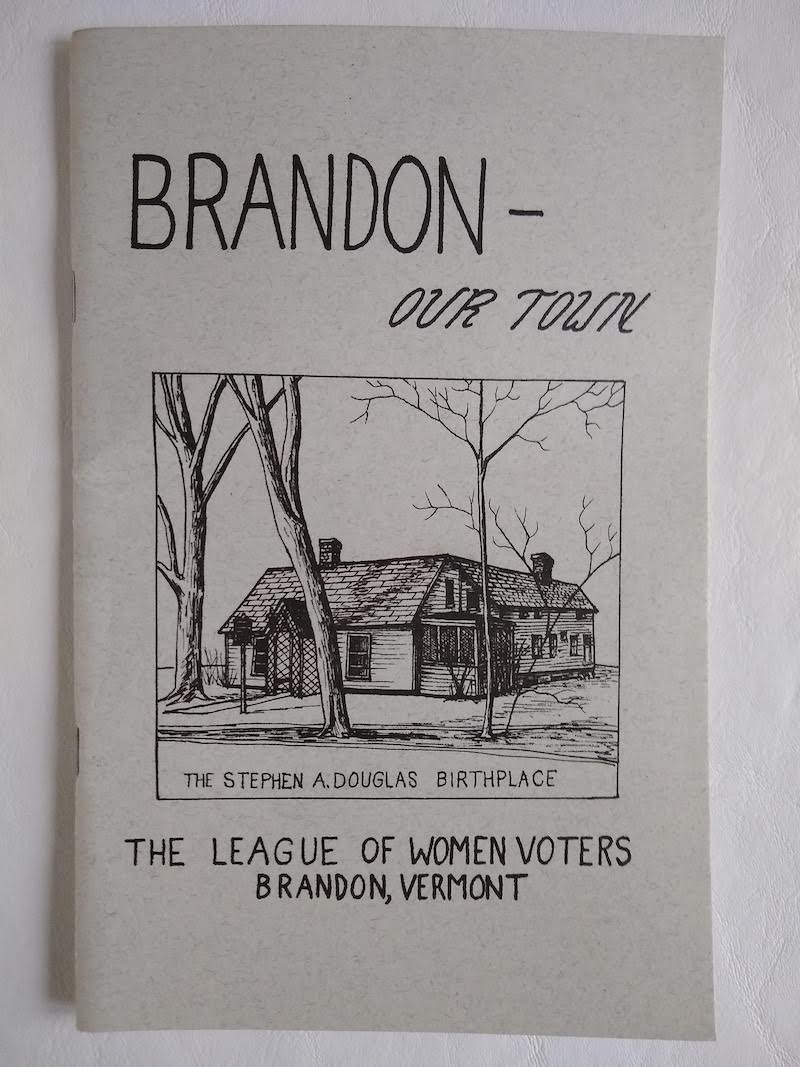 BRANDON –
OUR TOWN
THE STEPHEN A. DOUGLAS BIRTHPLACE
THE LEAGUE OF WOMEN VOTERS
BRANDON, VERMONT